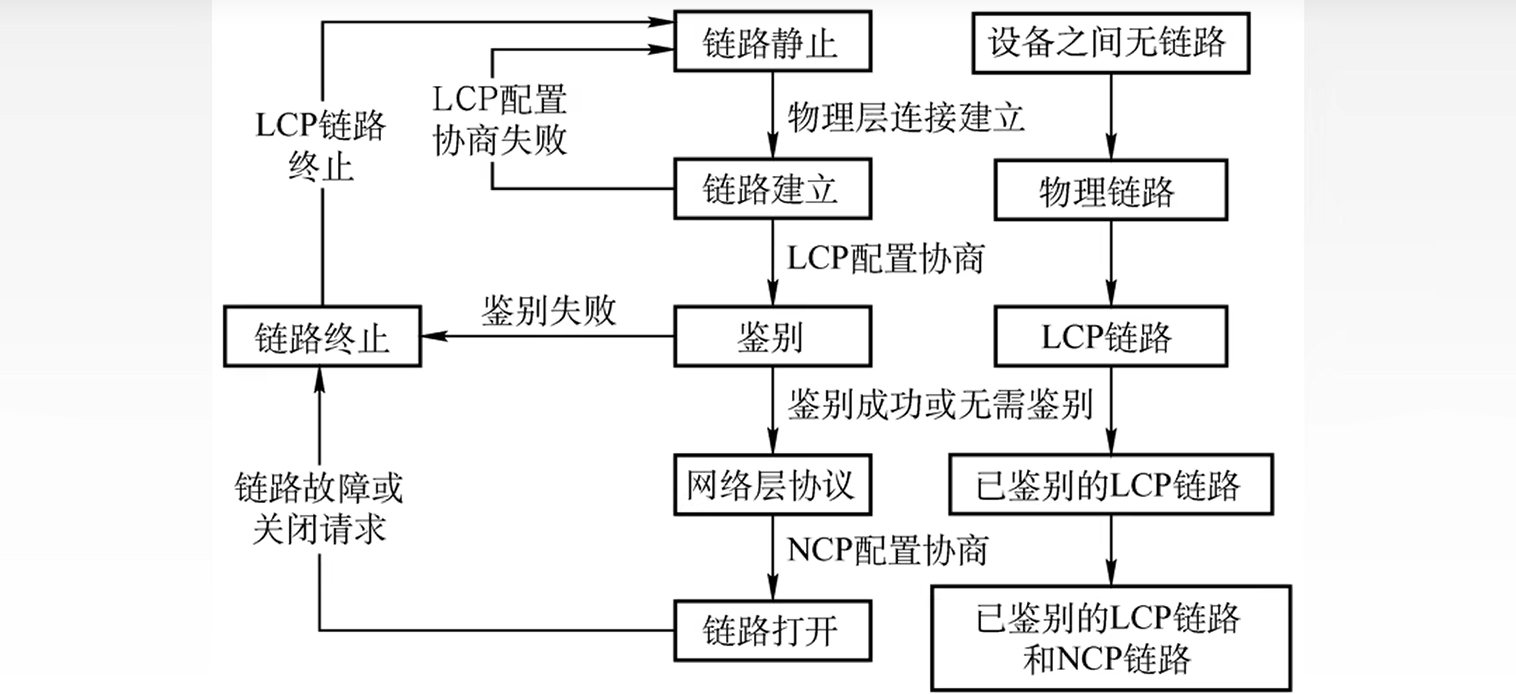 链路静止
设备之间无链路
LCP配置
协商失败
LCP链路
终止
物理层连接建立
链路建立
物理链路
LCP配置协商
鉴别失败
链路终止
鉴别
LCP链路
鉴别成功或无需鉴别
网络层协议
已鉴别的LCP链路
链路故障或
关闭请求
NCP配置协商
链路打开
已鉴别的LCP链路
和NCP链路